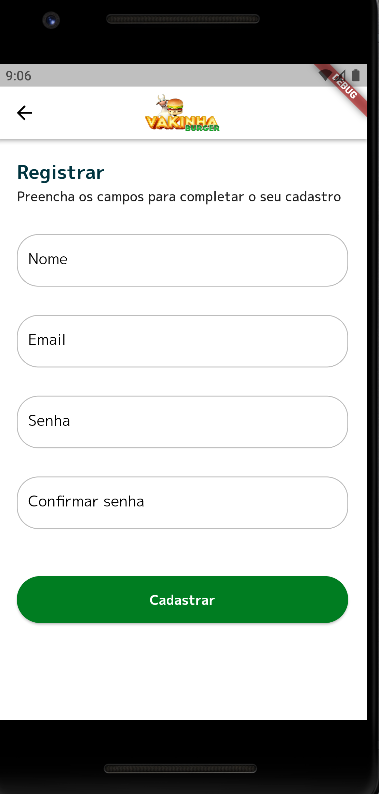 9:06
DEBUG
VAKINHA
BURGER
Registrar
Preencha os campos para completar o seu cadastro
Nome
Email
Senha
Confirmar senha
Cadastrar